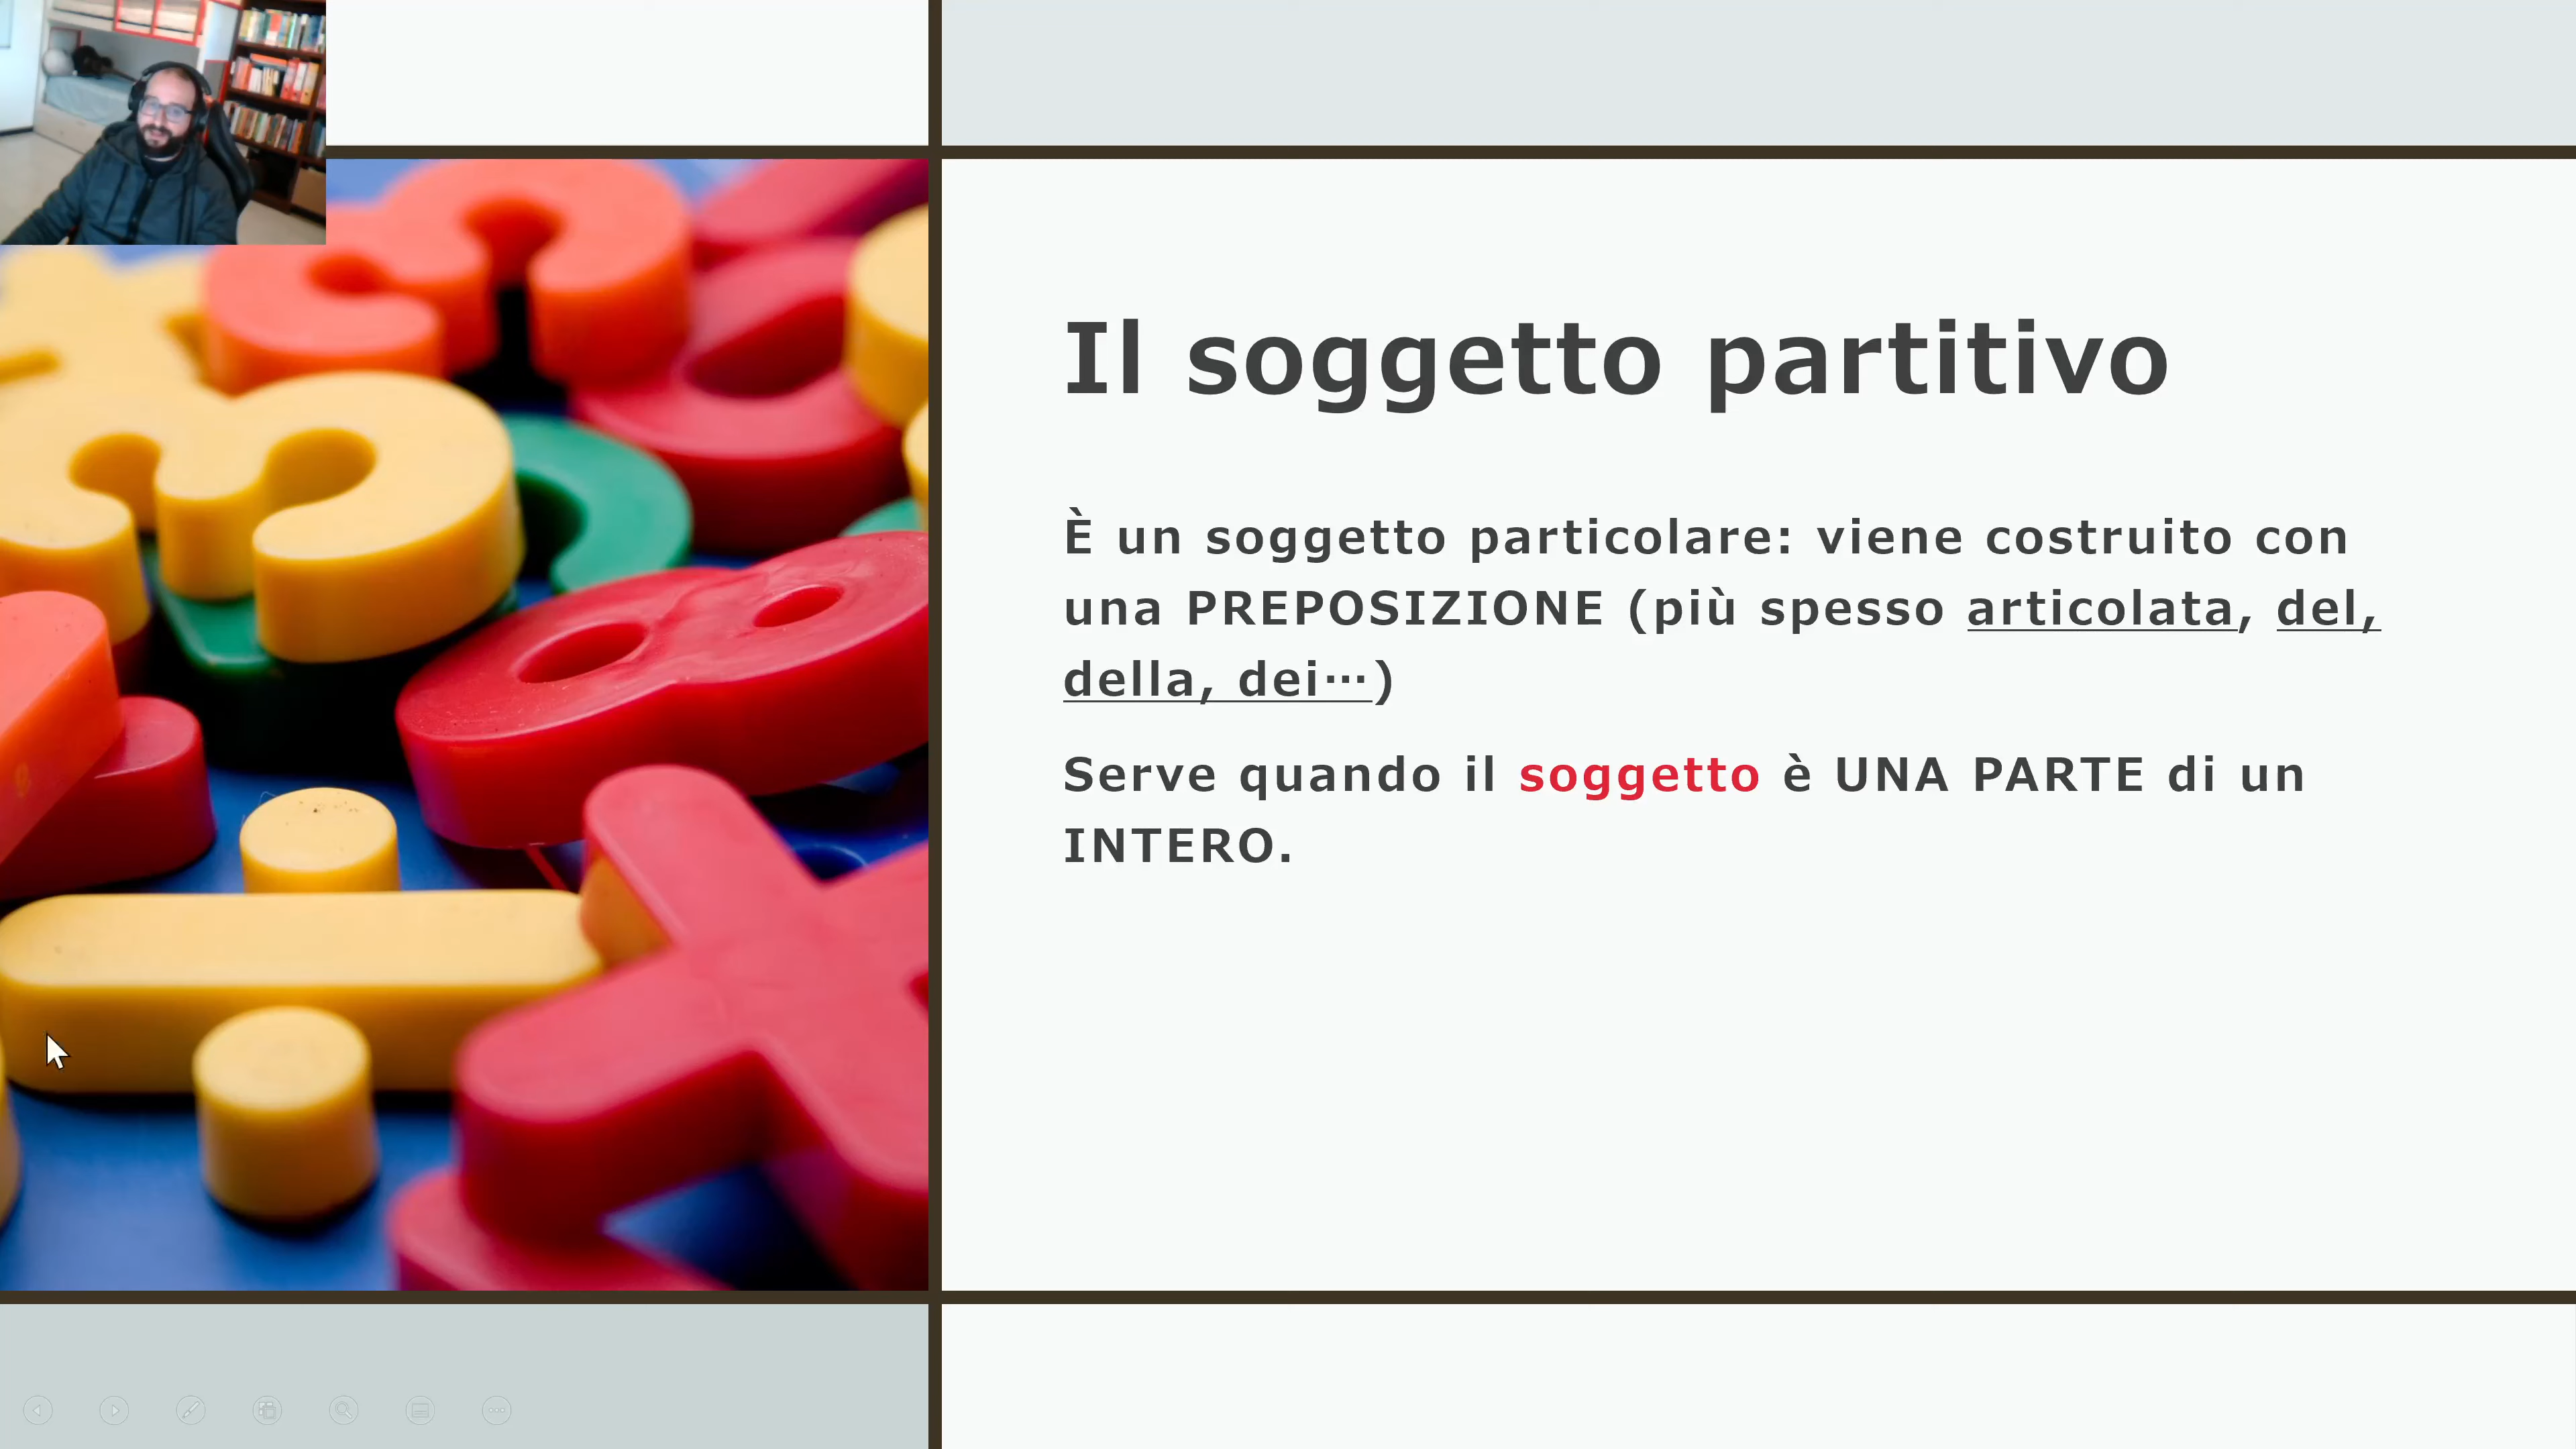 Il soggetto partitivo
È un soggetto particolare: viene costruito con
una PREPOSIZIONE (più spesso articolata, del,
della, dei…)
Serve quando il soggetto è UNA PARTE di un
INTERO.